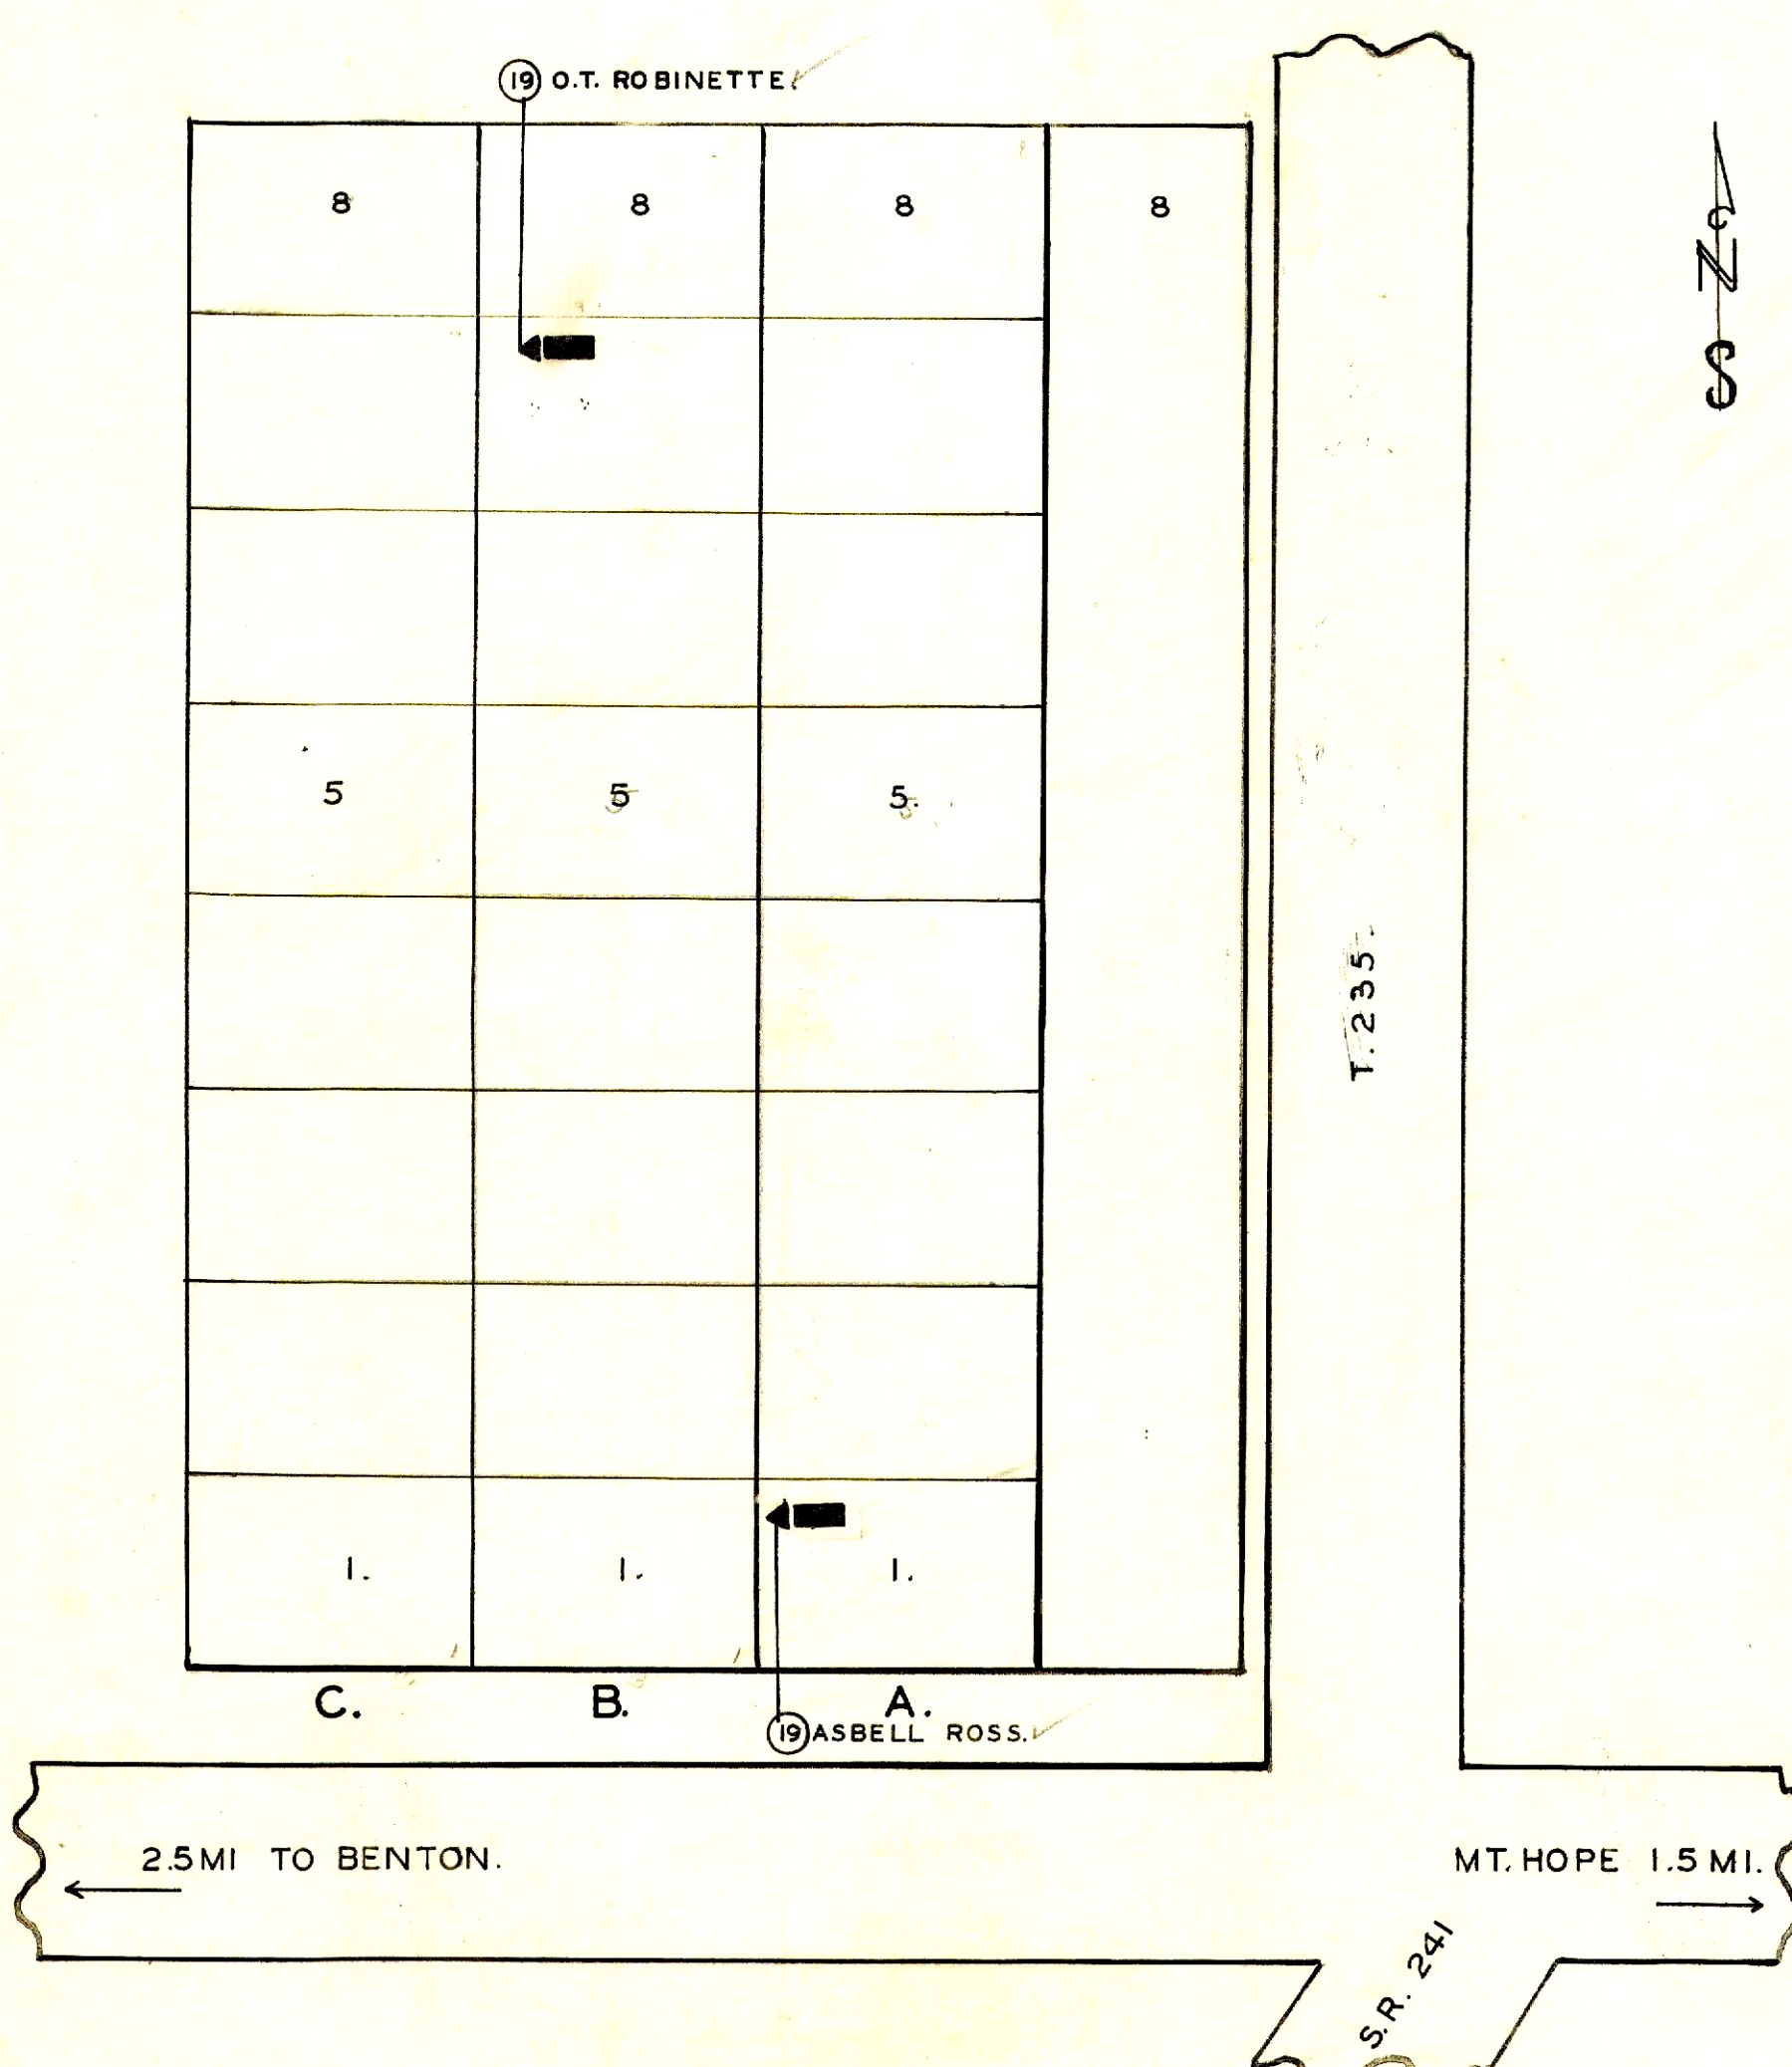 19 O.T. ROBINETTE.
8 8 8 8
N
S
5 5 5.
T. 235.
1. 1. 1.
C. B. A.
19 ASBELL ROSS.
2.5 MI TO BENTON.
MT. HOPE 1.5 MI.
S.R. 241